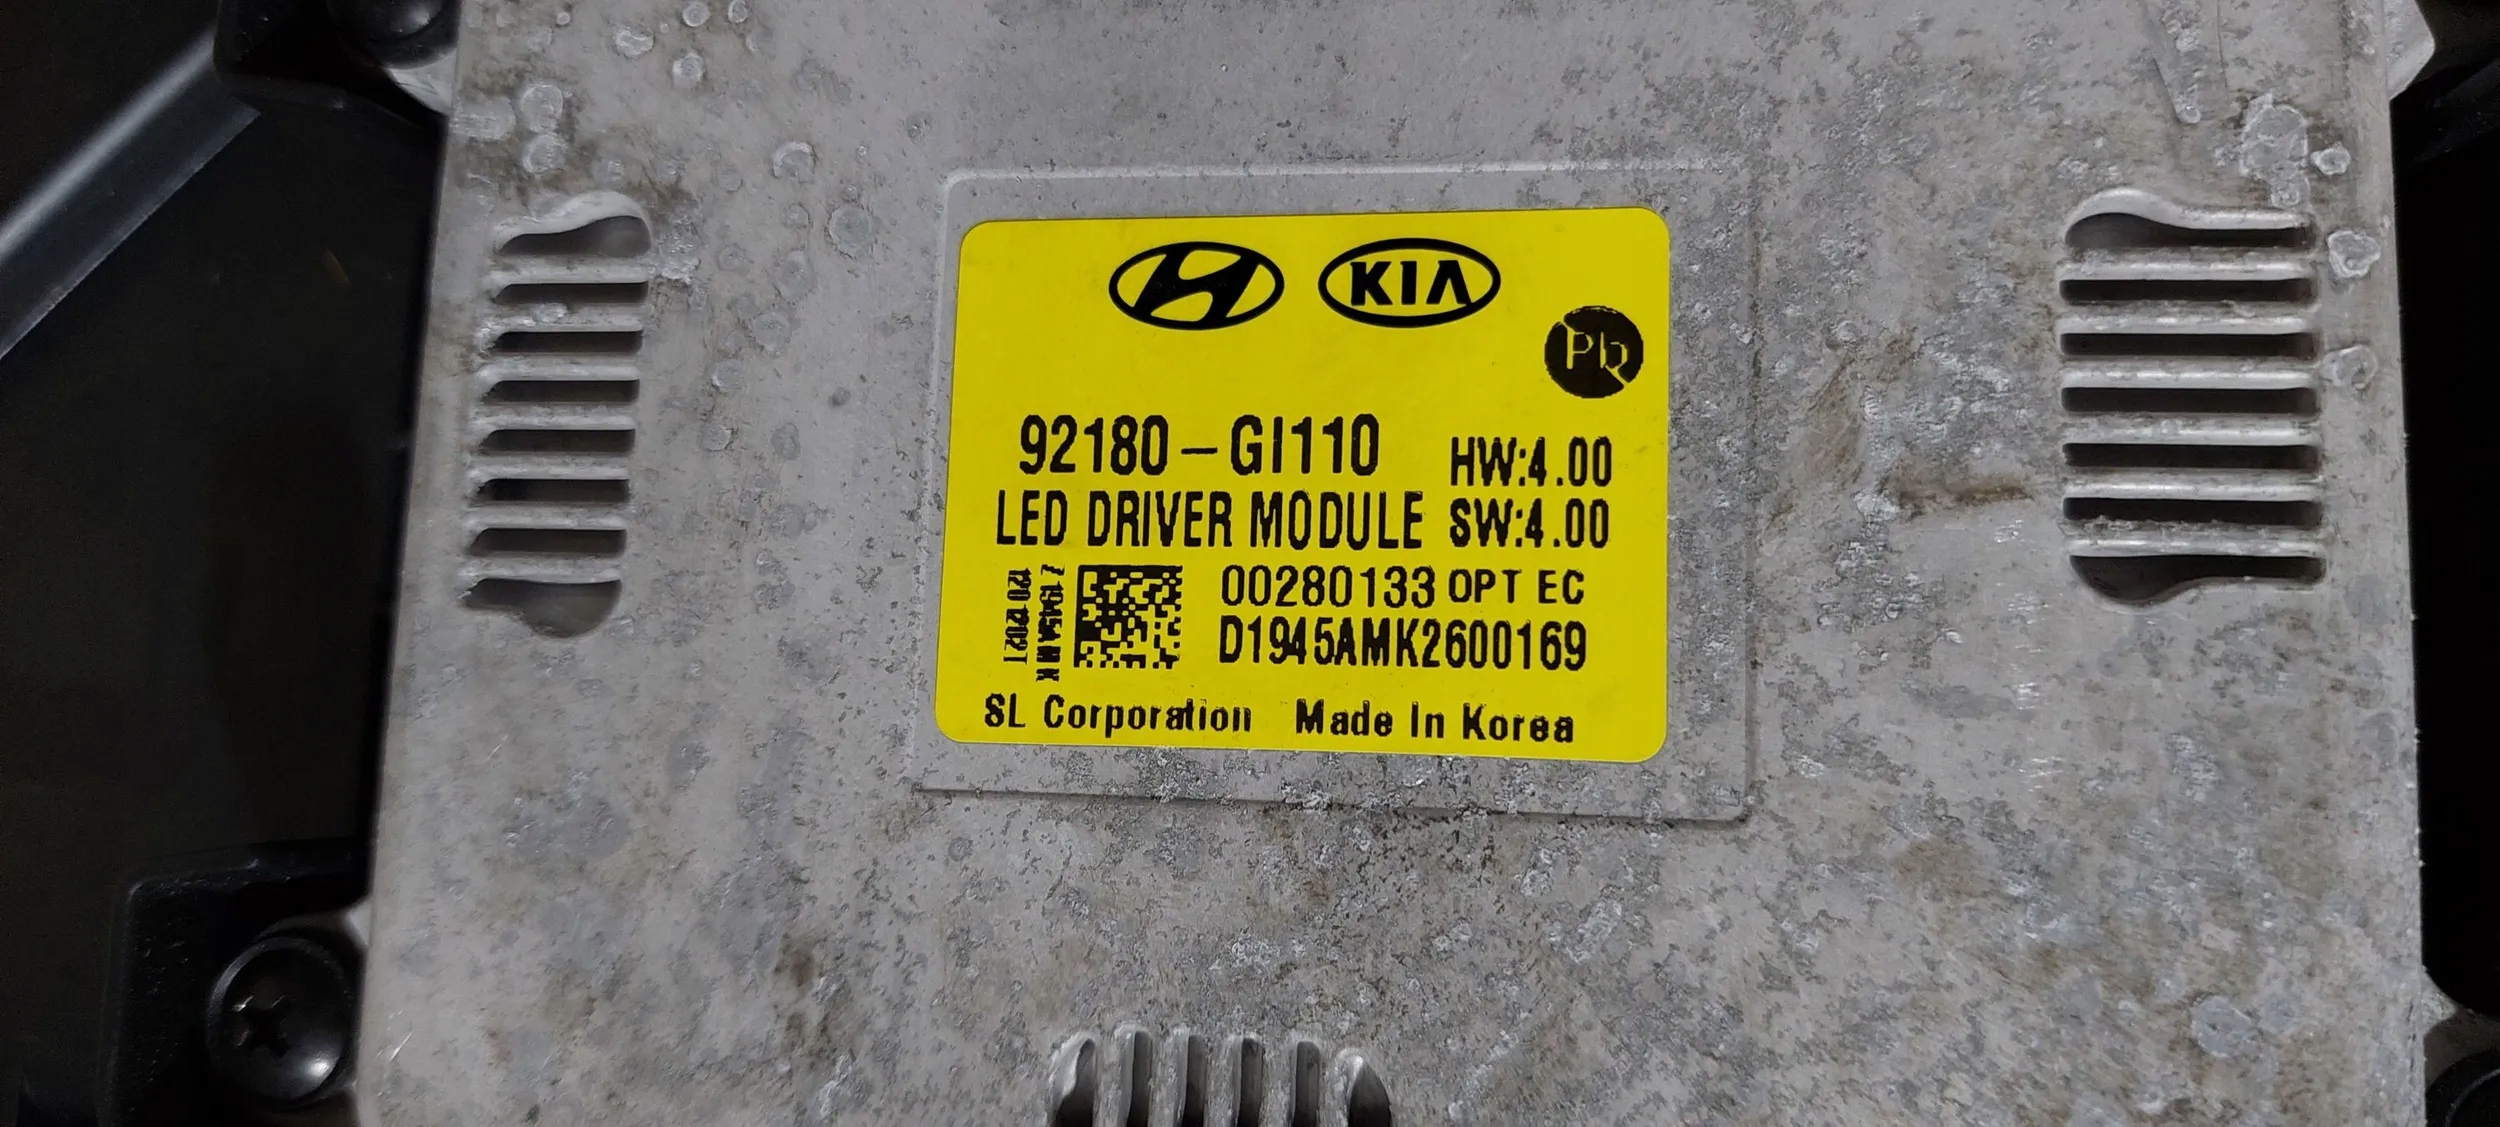 KIA
Pb
92180-GI110 HW:4.00
LED DRIVER MODULE SW:4.00
00280133 OPT EC
D1945AMK2600169
SL Corporation Made In Korea